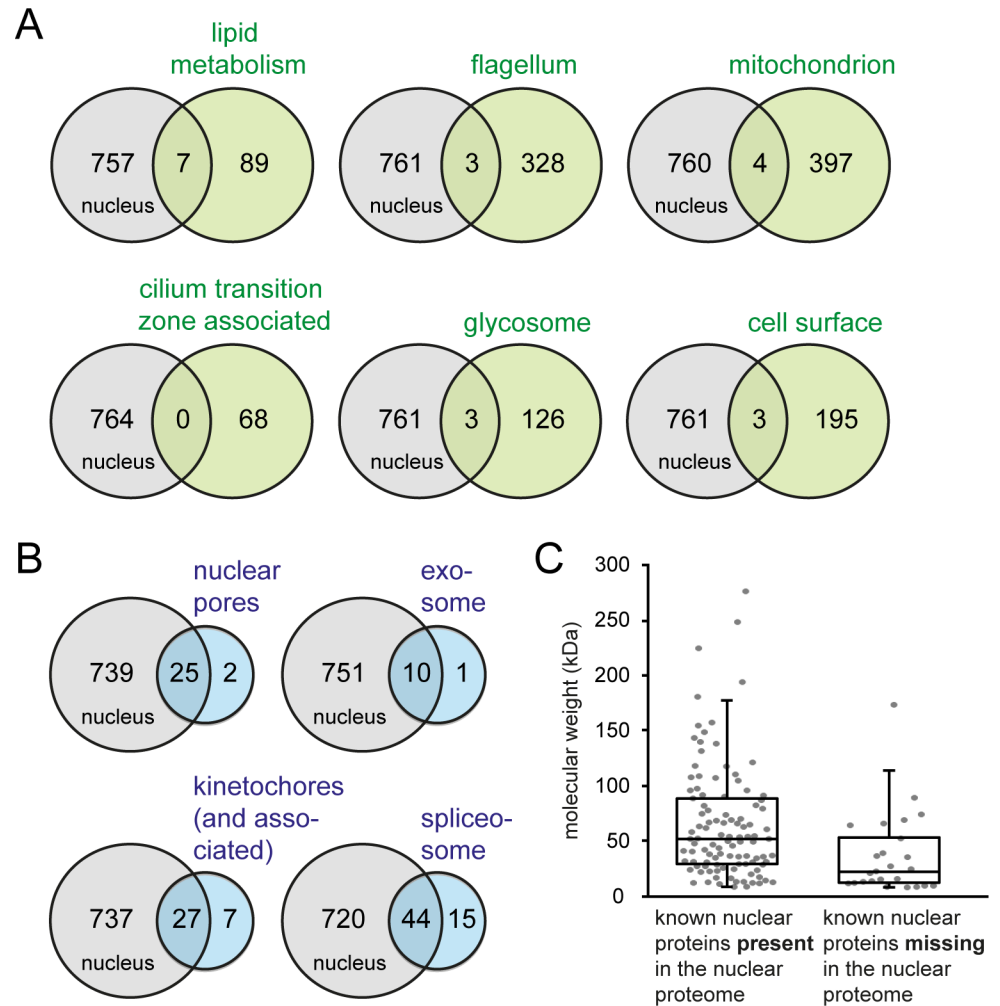 A
lipid
metabolism
757
7
89
nucleus
flagellum
761
3
328
nucleus
mitochondrion
760
4
397
nucleus
cilium transition
zone associated
764
0
68
nucleus
glycosome
761
3
126
nucleus
cell surface
761
3
195
nucleus
B
nuclear
pores
739
25
2
nucleus
exo-
some
751
10
1
nucleus
kinetochores
(and asso-
ciated)
737
27
7
nucleus
spliceo-
some
720
44
15
nucleus
C
molecular weight (kDa)
300
250
200
150
100
50
0
known nuclear
proteins present
in the nuclear
proteome
known nuclear
proteins missing
in the nuclear
proteome